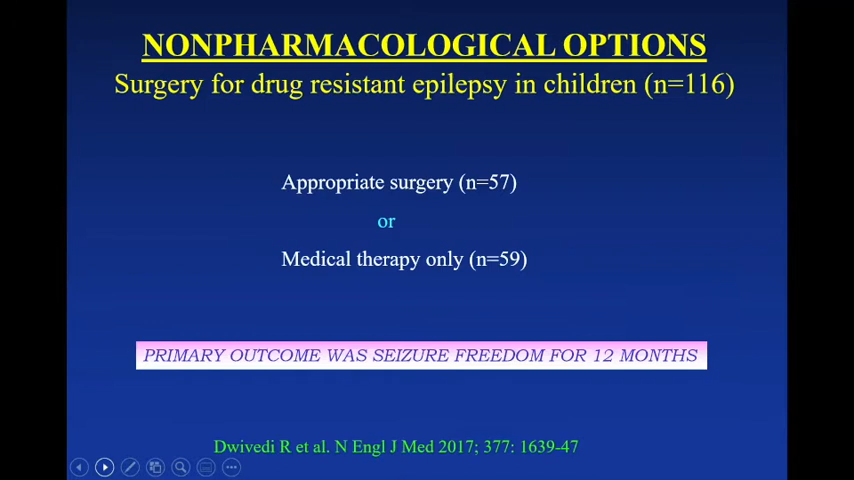 NONPHARMACOLOGICAL OPTIONS
Surgery for drug resistant epilepsy in children (n=116)
Appropriate surgery (n=57)
or
Medical therapy only (n=59)
PRIMARY OUTCOME WAS SEIZURE FREEDOM FOR 12 MONTHS
Dwivedi R et al. N Engl J Med 2017; 377: 1639-47